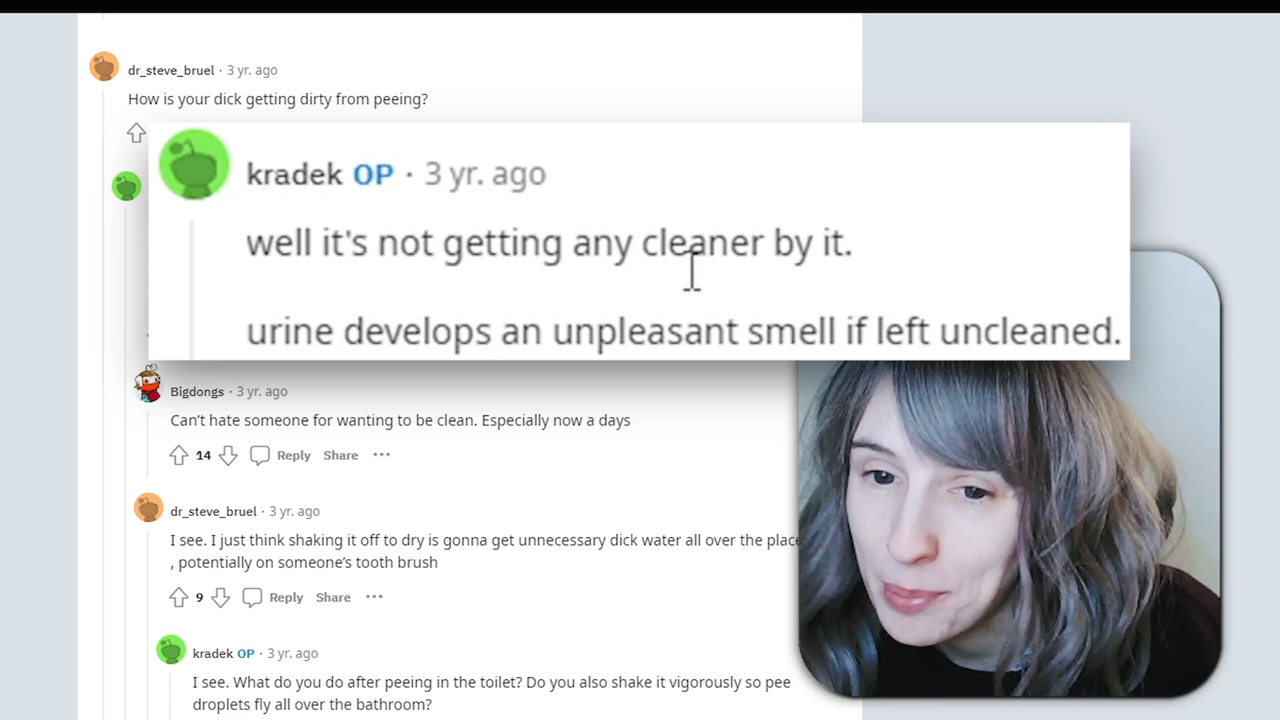 dr_steve_bruel · 3 yr. ago
How is your dick getting dirty from peeing?
kradek OP · 3 yr. ago
well it's not getting any cleaner by it.
urine develops an unpleasant smell if left uncleaned.
Bigdongs · 3 yr. ago
Can't hate someone for wanting to be clean. Especially now a days
14 Reply Share ···
dr_steve_bruel · 3 yr. ago
I see. I just think shaking it off to dry is gonna get unnecessary dick water all over the place
, potentially on someone's tooth brush
9 Reply Share ···
kradek OP · 3 yr. ago
I see. What do you do after peeing in the toilet? Do you also shake it vigorously so pee
droplets fly all over the bathroom?